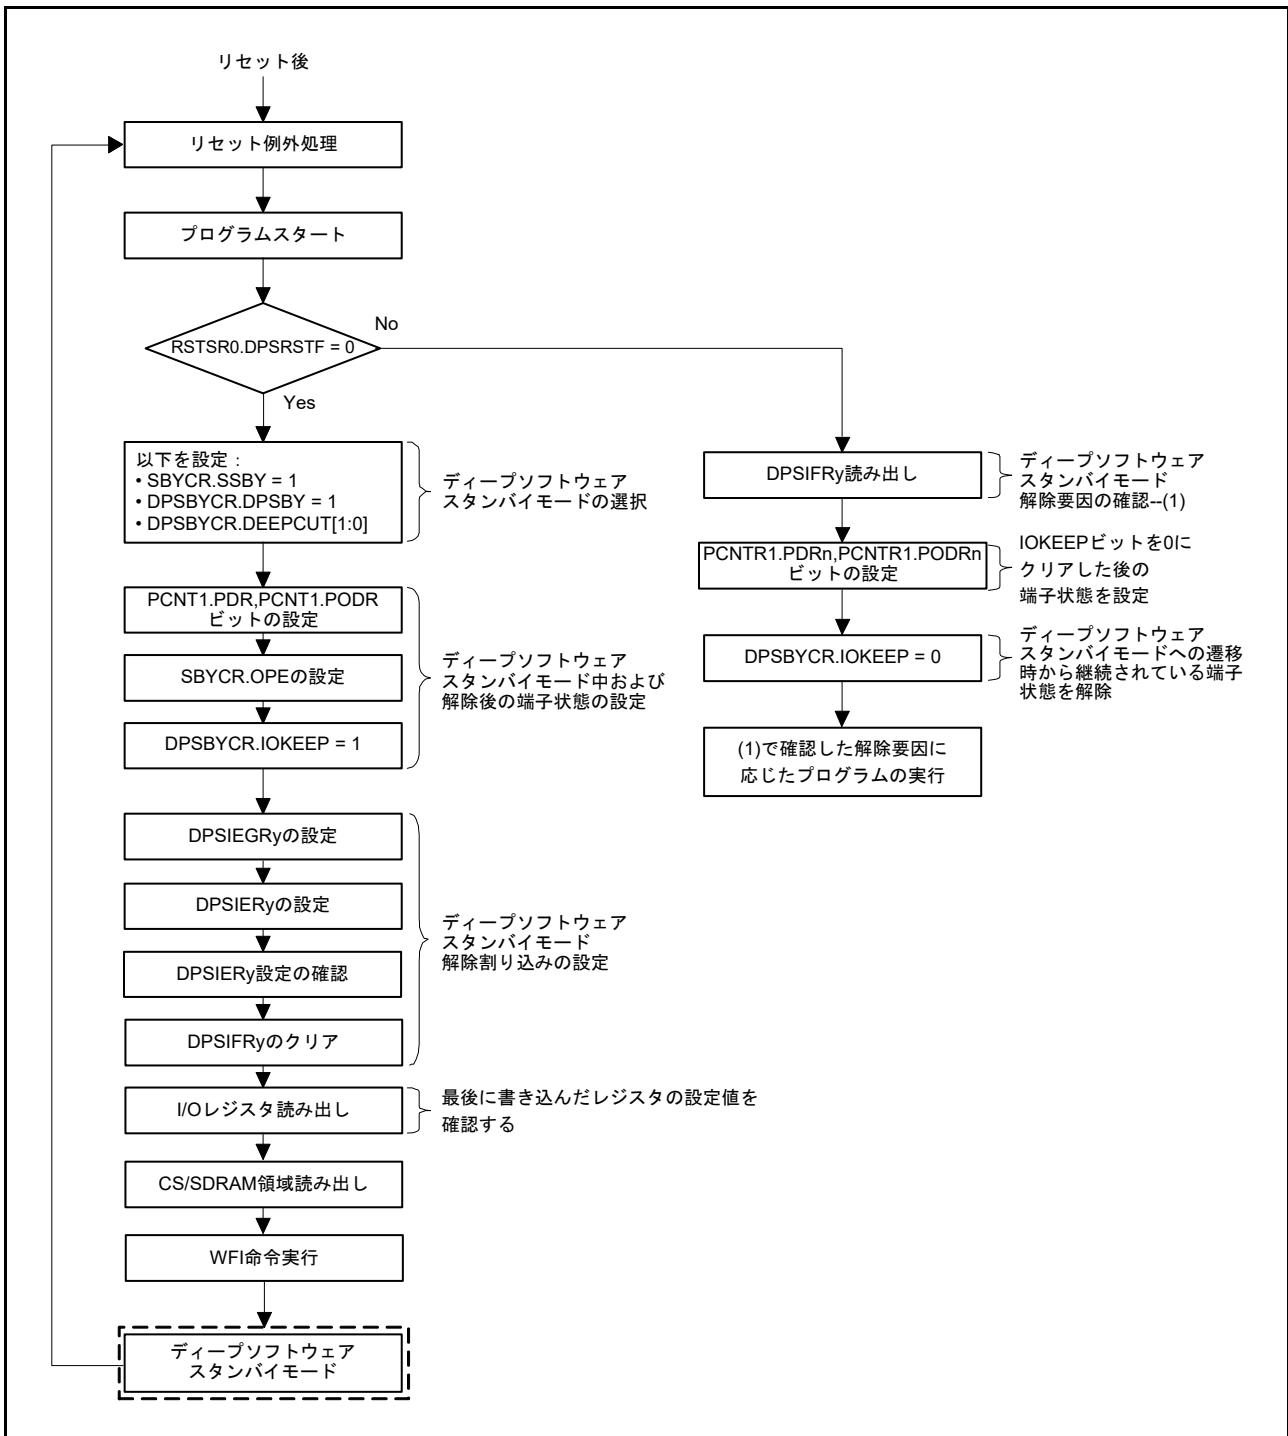 リセット後
リセット例外処理
プログラムスタート
RSTSR0.DPSRSTF = 0
No
Yes
以下を設定：
• SBYCR.SSBY = 1
• DPSBYCR.DPSBY = 1
• DPSBYCR.DEEPCUT[1:0]
ディープソフトウェア
スタンバイモードの選択
PCNT1.PDR,PCNT1.PODR
ビットの設定
SBYCR.OPEの設定
DPSBYCR.IOKEEP = 1
ディープソフトウェア
スタンバイモード中および
解除後の端子状態の設定
DPSIEGRyの設定
DPSIERyの設定
DPSIERy設定の確認
DPSIFRyのクリア
ディープソフトウェア
スタンバイモード
解除割り込みの設定
I/Oレジスタ読み出し
最後に書き込んだレジスタの設定値を
確認する
CS/SDRAM領域読み出し
WFI命令実行
ディープソフトウェア
スタンバイモード
DPSIFRy読み出し
ディープソフトウェア
スタンバイモード
解除要因の確認--(1)
PCNTR1.PDRn,PCNTR1.PODRn
ビットの設定
IOKEEPビットを0に
クリアした後の
端子状態を設定
DPSBYCR.IOKEEP = 0
ディープソフトウェア
スタンバイモードへの遷移
時から継続されている端子
状態を解除
(1)で確認した解除要因に
応じたプログラムの実行